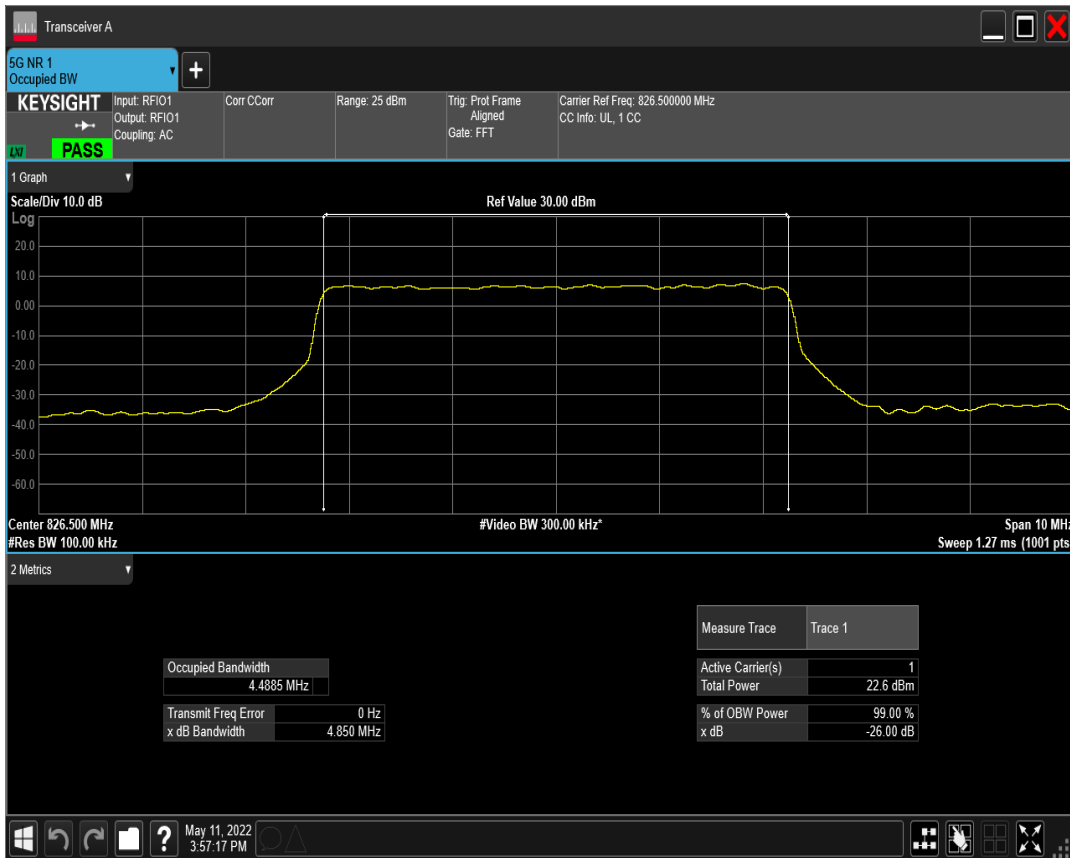 Transceiver A
5G NR 1
Occupied BW
+
KEYSIGHT
LXI
PASS
Input: RFIO1
Output: RFIO1
Coupling: AC
Corr CCorr
Range: 25 dBm
Trig: Prot Frame
Aligned
Gate: FFT
Carrier Ref Freq: 826.500000 MHz
CC Info: UL, 1 CC
1 Graph
Scale/Div 10.0 dB
Ref Value 30.00 dBm
Log
20.0
10.0
0.00
-10.0
-20.0
-30.0
-40.0
-50.0
-60.0
Center 826.500 MHz
#Video BW 300.00 kHz*
Span 10 MHz
#Res BW 100.00 kHz
Sweep 1.27 ms (1001 pts
2 Metrics
Measure Trace Trace 1
Occupied Bandwidth
4.4885 MHz
Active Carrier(s) 1
Total Power 22.6 dBm
Transmit Freq Error 0 Hz
x dB Bandwidth 4.850 MHz
% of OBW Power 99.00 %
x dB -26.00 dB
?
May 11, 2022
3:57:17 PM